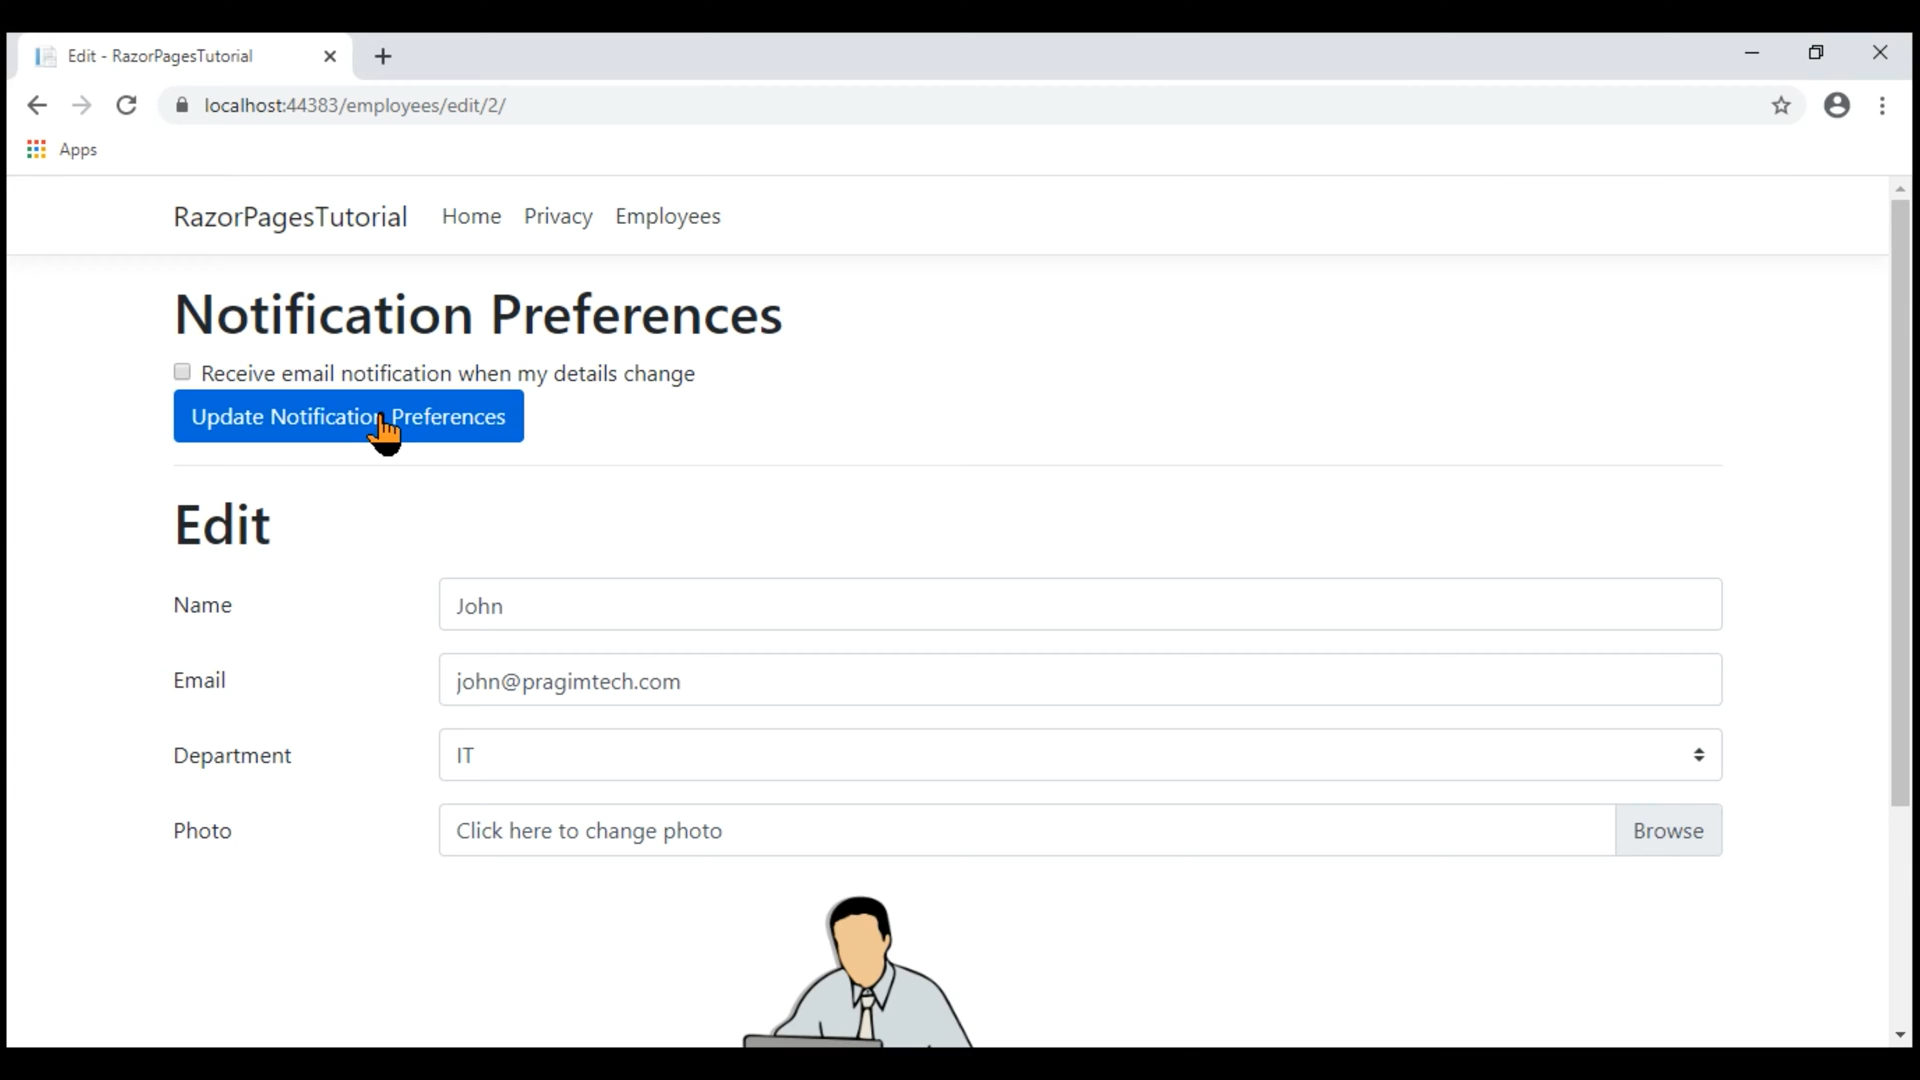 Edit - RazorPagesTutorial
localhost:44383/employees/edit/2/
Apps
RazorPagesTutorial Home Privacy Employees
Notification Preferences
Receive email notification when my details change
Update Notification Preferences
Edit
Name John
Email john@pragimtech.com
Department IT
Photo Click here to change photo Browse